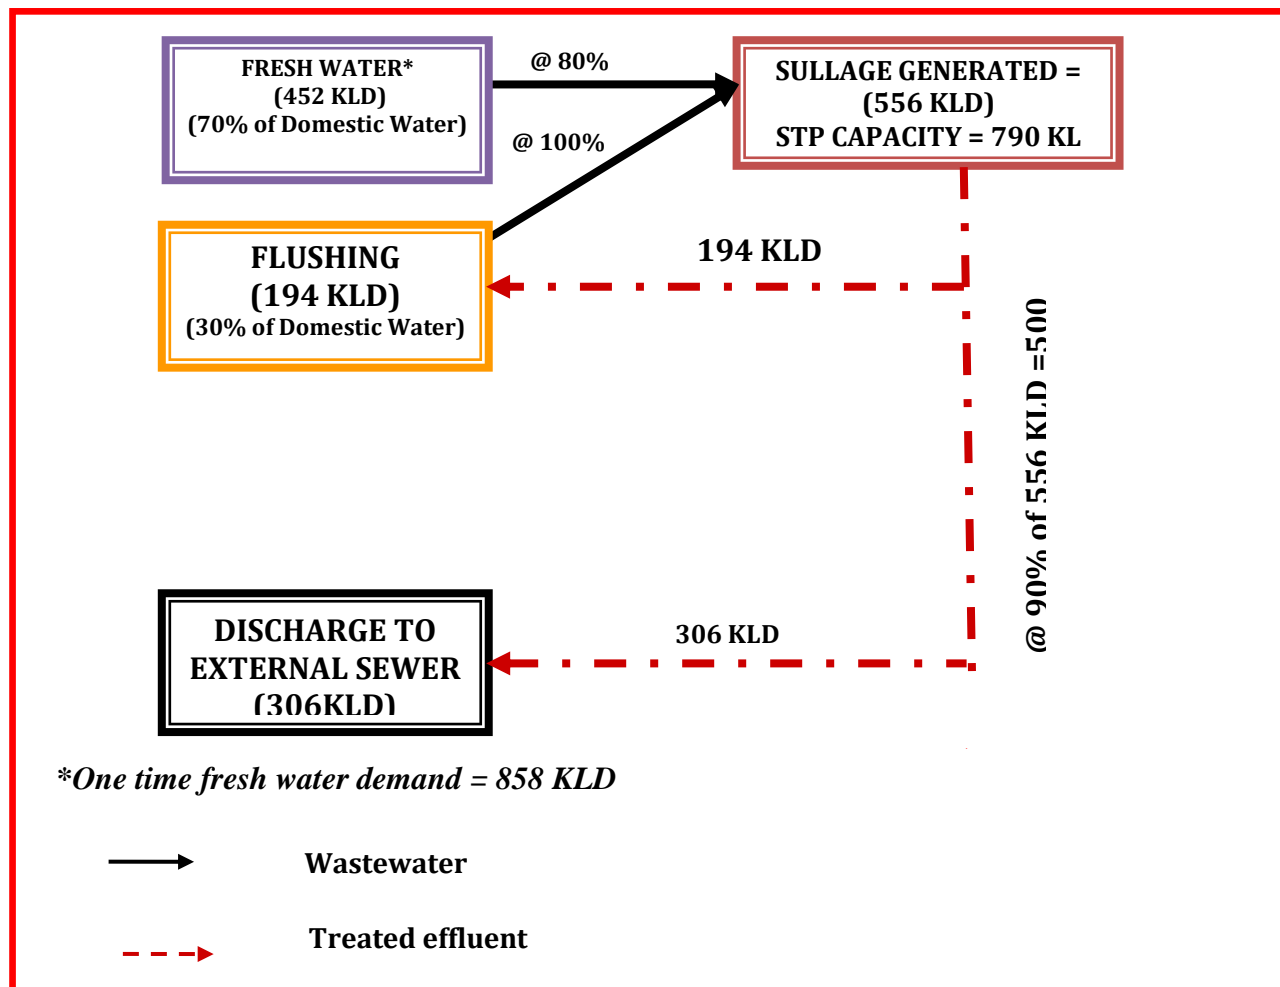 FRESH WATER*
(452 KLD)
(70% of Domestic Water)
@ 80%
@ 100%
SULLAGE GENERATED =
(556 KLD)
STP CAPACITY = 790 KL
FLUSHING
(194 KLD)
(30% of Domestic Water)
194 KLD
@ 90% of 556 KLD =500
DISCHARGE TO
EXTERNAL SEWER
(306KLD)
306 KLD
*One time fresh water demand = 858 KLD
Wastewater
Treated effluent